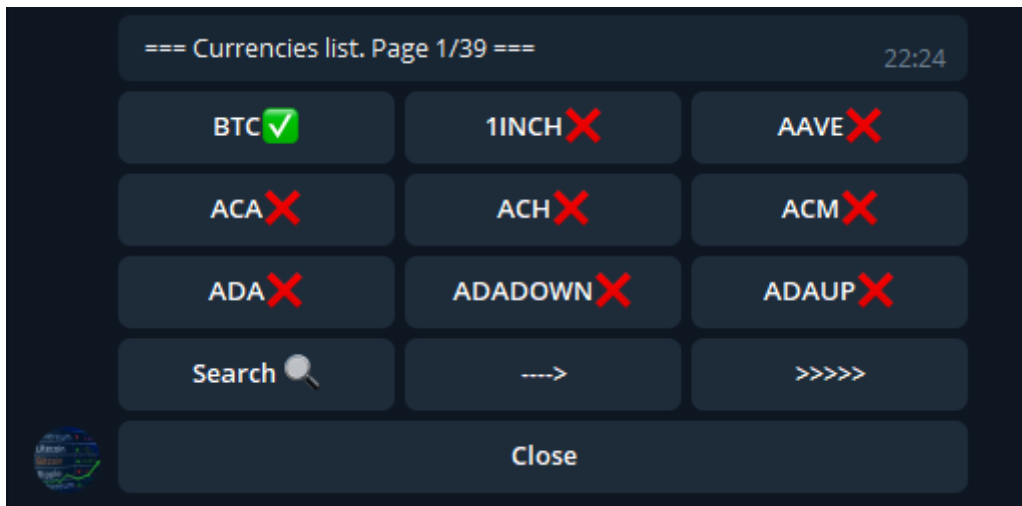 === Currencies list. Page 1/39 ===
22:24
BTC✅ 1INCH❌ AAVE❌
ACA❌ ACH❌ ACM❌
ADA❌ ADADOWN❌ ADAUP❌
Search🔍 ----> >>>>>
Close